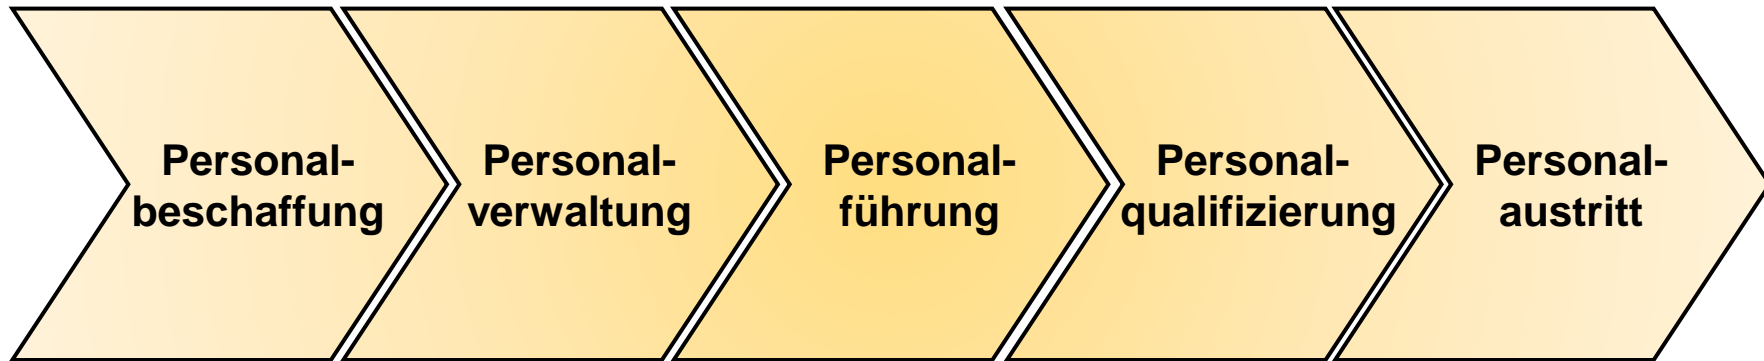 Personal-
beschaffung
Personal-
verwaltung
Personal-
führung
Personal-
qualifizierung
Personal-
austritt